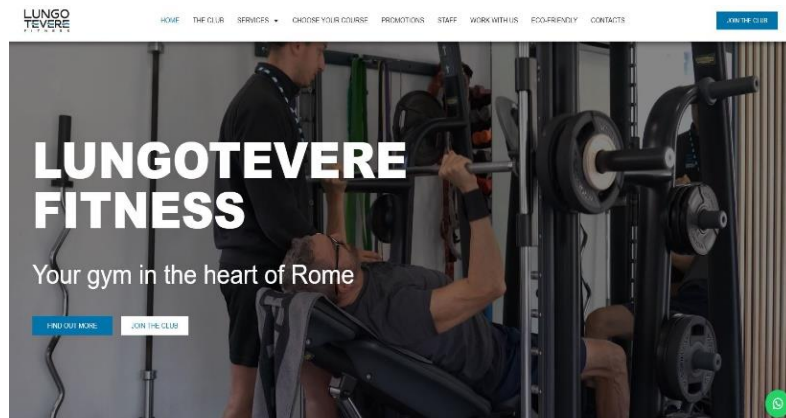 LUNGO
TEVERE
FITNESS
HOME THE CLUB SERVICES CHOOSE YOUR COURSE PROMOTIONS STAFF WORK WITH US ECO-FRIENDLY CONTACTS
JOIN THE CLUB
LUNGOTEVERE
FITNESS
Your gym in the heart of Rome
FIND OUT MORE JOIN THE CLUB